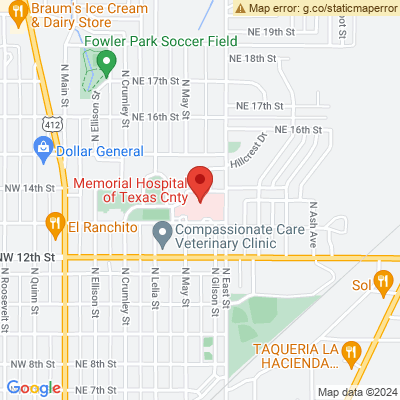 Braum's Ice Cream
& Dairy Store
Map error: g.co/staticmaperror
NE 19th St
Fowler Park Soccer Field
NE 18th St
N Main St
N Ellison St
N Crumley St
NE 17th St
N May St
NE 17th St
NE 16th St
NE 16th St
412
Dollar General
Hillcrest Dr
NW 14th St
Memorial Hospital
of Texas Cnty
El Ranchito
Compassionate Care
Veterinary Clinic
N Ash Ave
NW 12th St
N Roosevelt St
N Quinn St
N Ellison St
N Crumley St
N Lelia St
N May St
N Gilson St
N East St
Sol
NW 8th St
NE 8th St
TAQUERIA LA
HACIENDA...
NE 7th St
Google
Map data ©2024